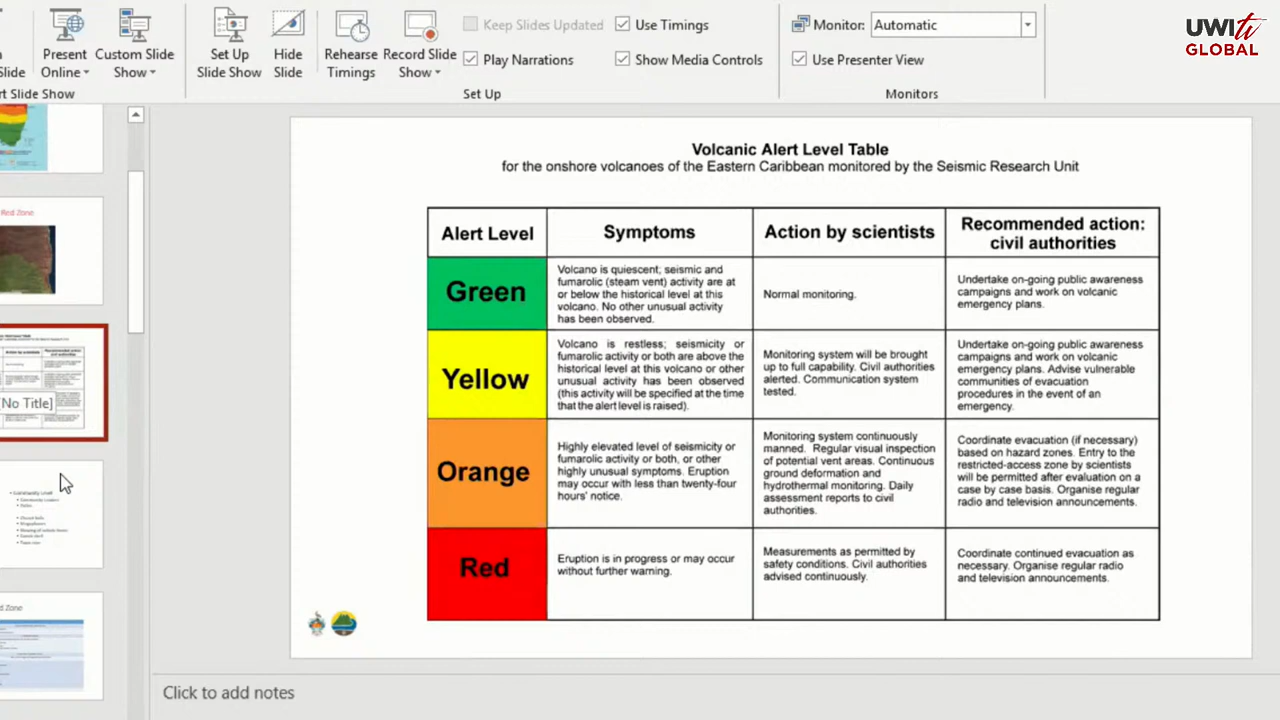 Present
Online
Custom Slide
Show
Set Up
Slide Show
Hide
Slide
Rehearse
Timings
Record Slide
Show
Keep Slides Updated
Use Timings
Play Narrations
Show Media Controls
Monitor: Automatic
Use Presenter View
rt Slide Show
Set Up
Monitors
UWI tv
GLOBAL
Red Zone
[No Title]
Zone
Volcanic Alert Level Table
for the onshore volcanoes of the Eastern Caribbean monitored by the Seismic Research Unit
Alert Level
Symptoms
Action by scientists
Recommended action:
civil authorities
Green
Volcano is quiescent; seismic and
fumarolic (steam vent) activity are at
or below the historical level at this
volcano. No other unusual activity
has been observed.
Normal monitoring.
Undertake on-going public awareness
campaigns and work on volcanic
emergency plans.
Yellow
Volcano is restless; seismicity or
fumarolic activity or both are above the
historical level at this volcano or other
unusual activity has been observed
(this activity will be specified at the time
that the alert level is raised).
Monitoring system will be brought
up to full capability. Civil authorities
alerted. Communication system
tested.
Undertake on-going public awareness
campaigns and work on volcanic
emergency plans. Advise vulnerable
communities of evacuation
procedures in the event of an
emergency.
Orange
Highly elevated level of seismicity or
fumarolic activity or both, or other
highly unusual symptoms. Eruption
may occur with less than twenty-four
hours' notice.
Monitoring system continuously
manned. Regular visual inspection
of potential vent areas. Continuous
ground deformation and
hydrothermal monitoring. Daily
assessment reports to civil
authorities.
Coordinate evacuation (if necessary)
based on hazard zones. Entry to the
restricted-access zone by scientists
will be permitted after evaluation on a
case by case basis. Organise regular
radio and television announcements.
Red
Eruption is in progress or may occur
without further warning.
Measurements as permitted by
safety conditions. Civil authorities
advised continuously.
Coordinate continued evacuation as
necessary. Organise regular radio
and television announcements.
Click to add notes